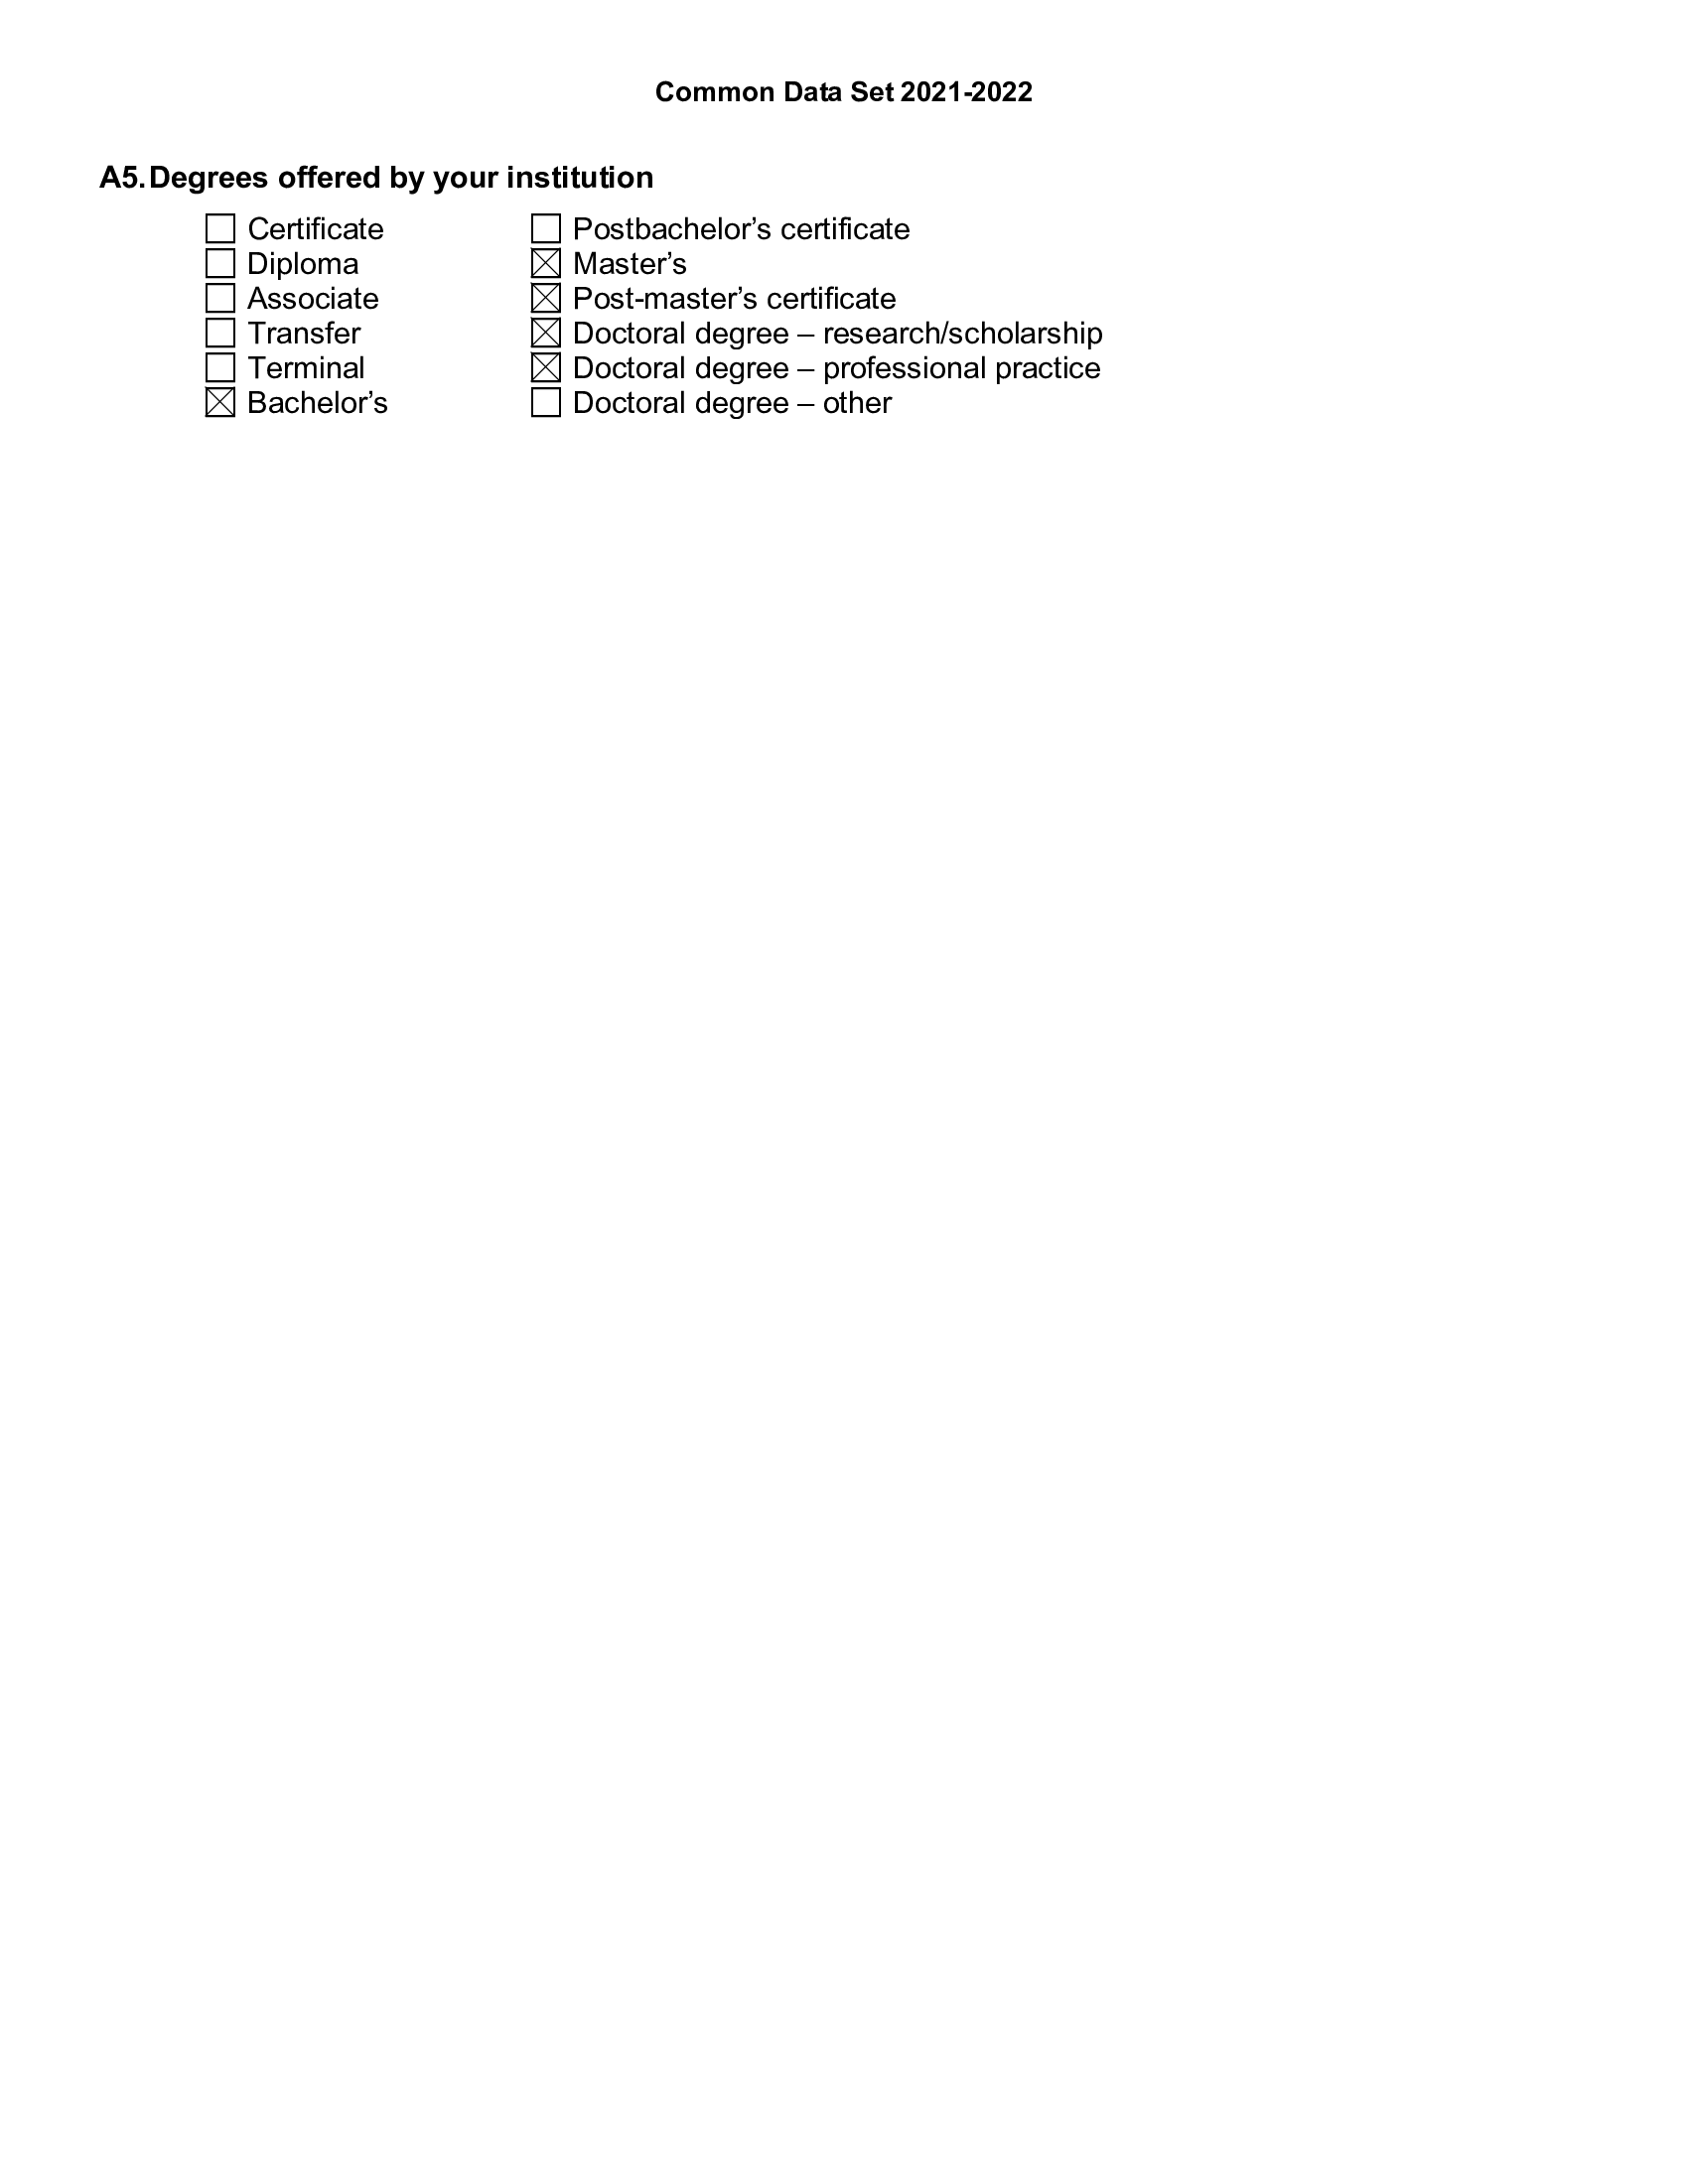 Common Data Set 2021-2022
A5. Degrees offered by your institution
☐ Certificate
☐ Diploma
☐ Associate
☐ Transfer
☐ Terminal
☒ Bachelor’s
☐ Postbachelor’s certificate
☒ Master’s
☒ Post-master’s certificate
☒ Doctoral degree – research/scholarship
☒ Doctoral degree – professional practice
☐ Doctoral degree – other